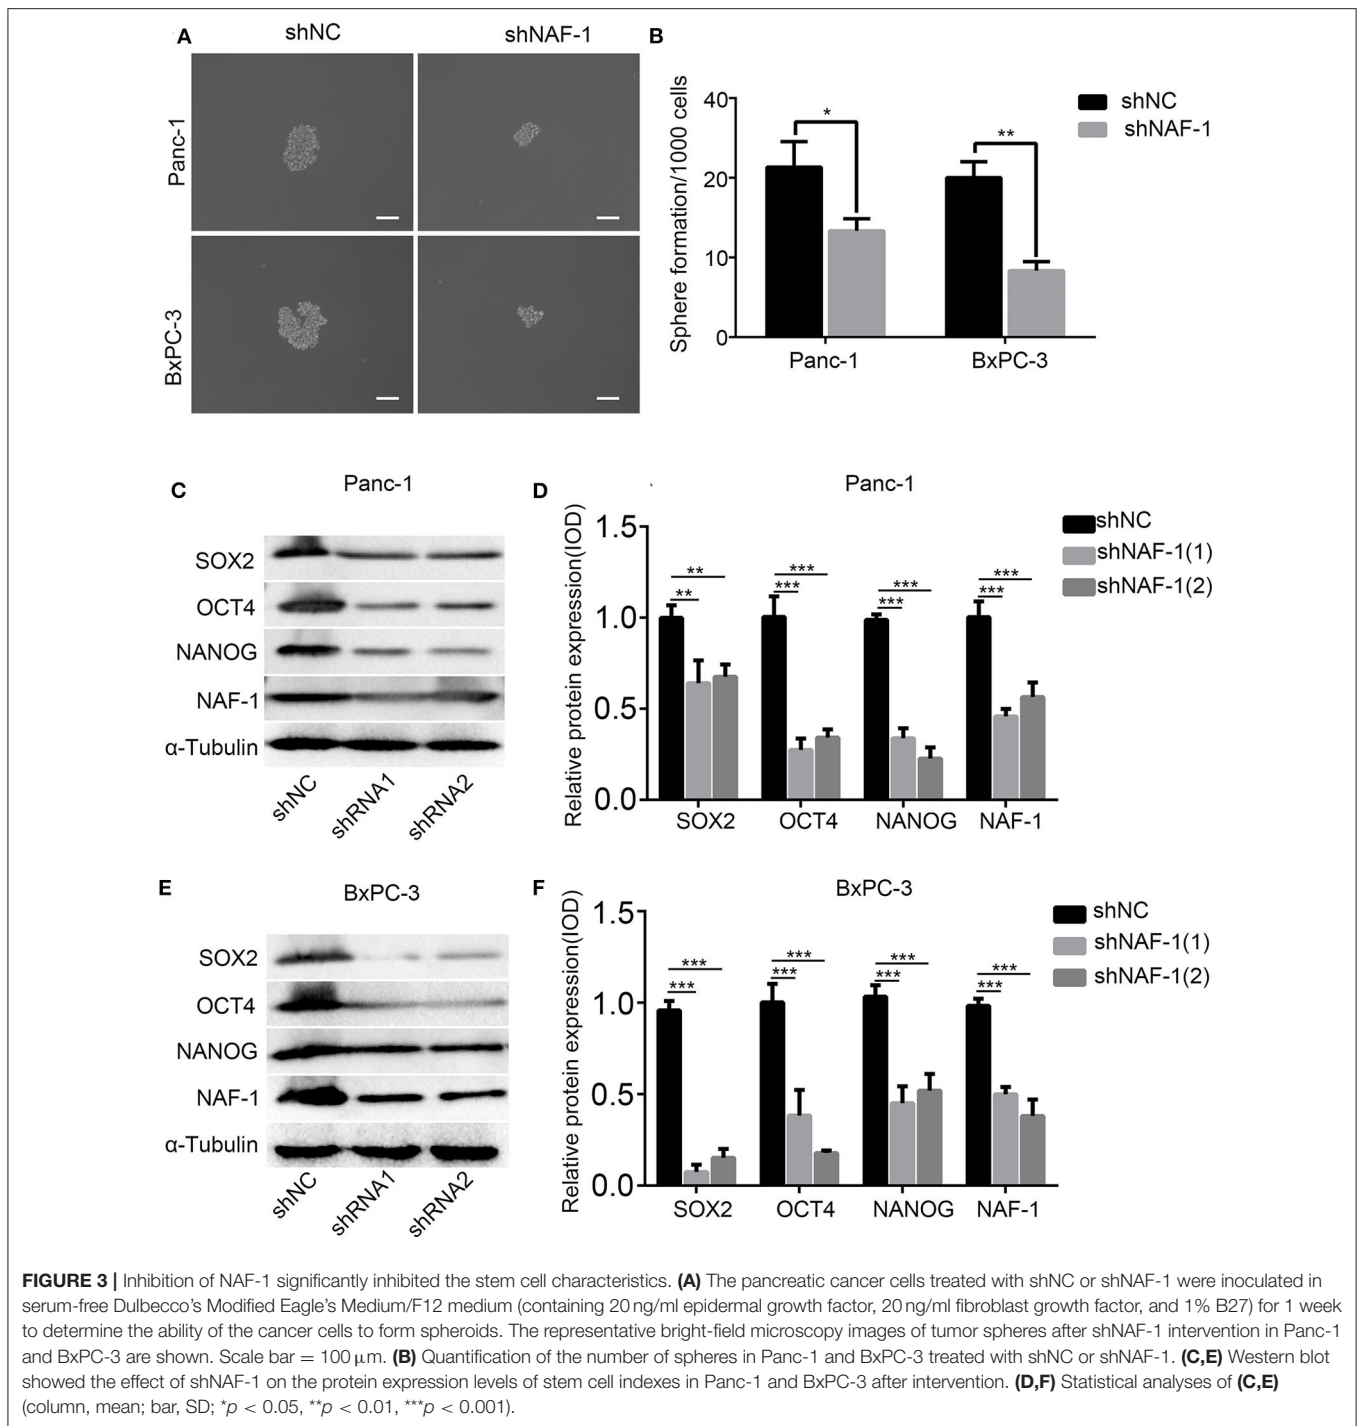 A
shNC
shNAF-1
Panc-1
BxPC-3
B
Sphere formation/1000 cells
40
20
10
0
*
**
Panc-1
BxPC-3
shNC
shNAF-1
C
Panc-1
SOX2
OCT4
NANOG
NAF-1
α-Tubulin
shNC
shRNA1
shRNA2
D
Panc-1
Relative protein expression(IOD)
1.5
1.0
0.5
0.0
**
**
***
***
***
***
***
***
SOX2
OCT4
NANOG
NAF-1
shNC
shNAF-1(1)
shNAF-1(2)
E
BxPC-3
SOX2
OCT4
NANOG
NAF-1
α-Tubulin
shNC
shRNA1
shRNA2
F
BxPC-3
Relative protein expression(IOD)
1.5
1.0
0.5
0.0
***
***
***
***
***
***
***
***
SOX2
OCT4
NANOG
NAF-1
shNC
shNAF-1(1)
shNAF-1(2)
FIGURE 3 | Inhibition of NAF-1 significantly inhibited the stem cell characteristics. (A) The pancreatic cancer cells treated with shNC or shNAF-1 were inoculated in
serum-free Dulbecco's Modified Eagle's Medium/F12 medium (containing 20 ng/ml epidermal growth factor, 20 ng/ml fibroblast growth factor, and 1% B27) for 1 week
to determine the ability of the cancer cells to form spheroids. The representative bright-field microscopy images of tumor spheres after shNAF-1 intervention in Panc-1
and BxPC-3 are shown. Scale bar = 100 μm. (B) Quantification of the number of spheres in Panc-1 and BxPC-3 treated with shNC or shNAF-1. (C,E) Western blot
showed the effect of shNAF-1 on the protein expression levels of stem cell indexes in Panc-1 and BxPC-3 after intervention. (D,F) Statistical analyses of (C,E)
(column, mean; bar, SD; *p < 0.05, **p < 0.01, ***p < 0.001).